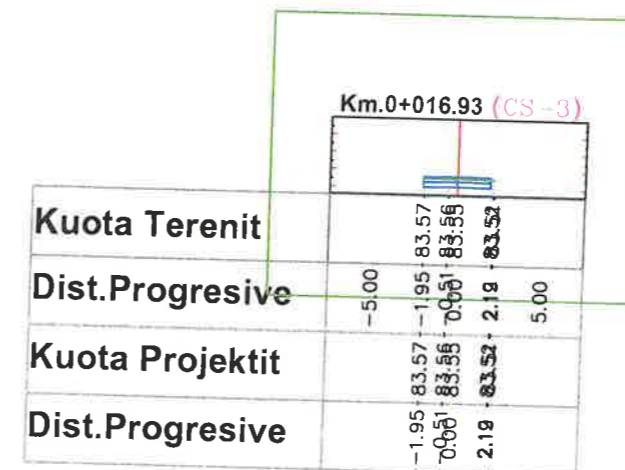 Km.0+016.93 (CS-3)
Kuota Terenit 83.57 83.56 83.55
Dist.Progresive -5.00 -1.95 -0.51 0.00 2.19 5.00
Kuota Projektit 83.57 83.56 83.55 83.52
Dist.Progresive -1.95 -0.51 0.00 2.19